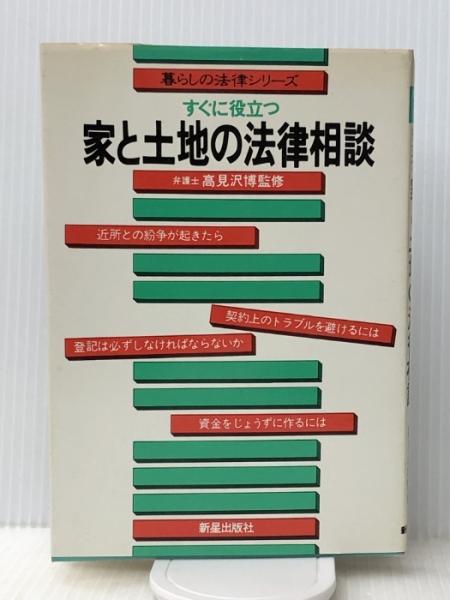 暮らしの法律シリーズ
すぐに役立つ
家と土地の法律相談
弁護士 高見沢博監修
近所との紛争が起きたら
契約上のトラブルを避けるには
登記は必ずしなければならないか
資金をじょうずに作るには
新星出版社